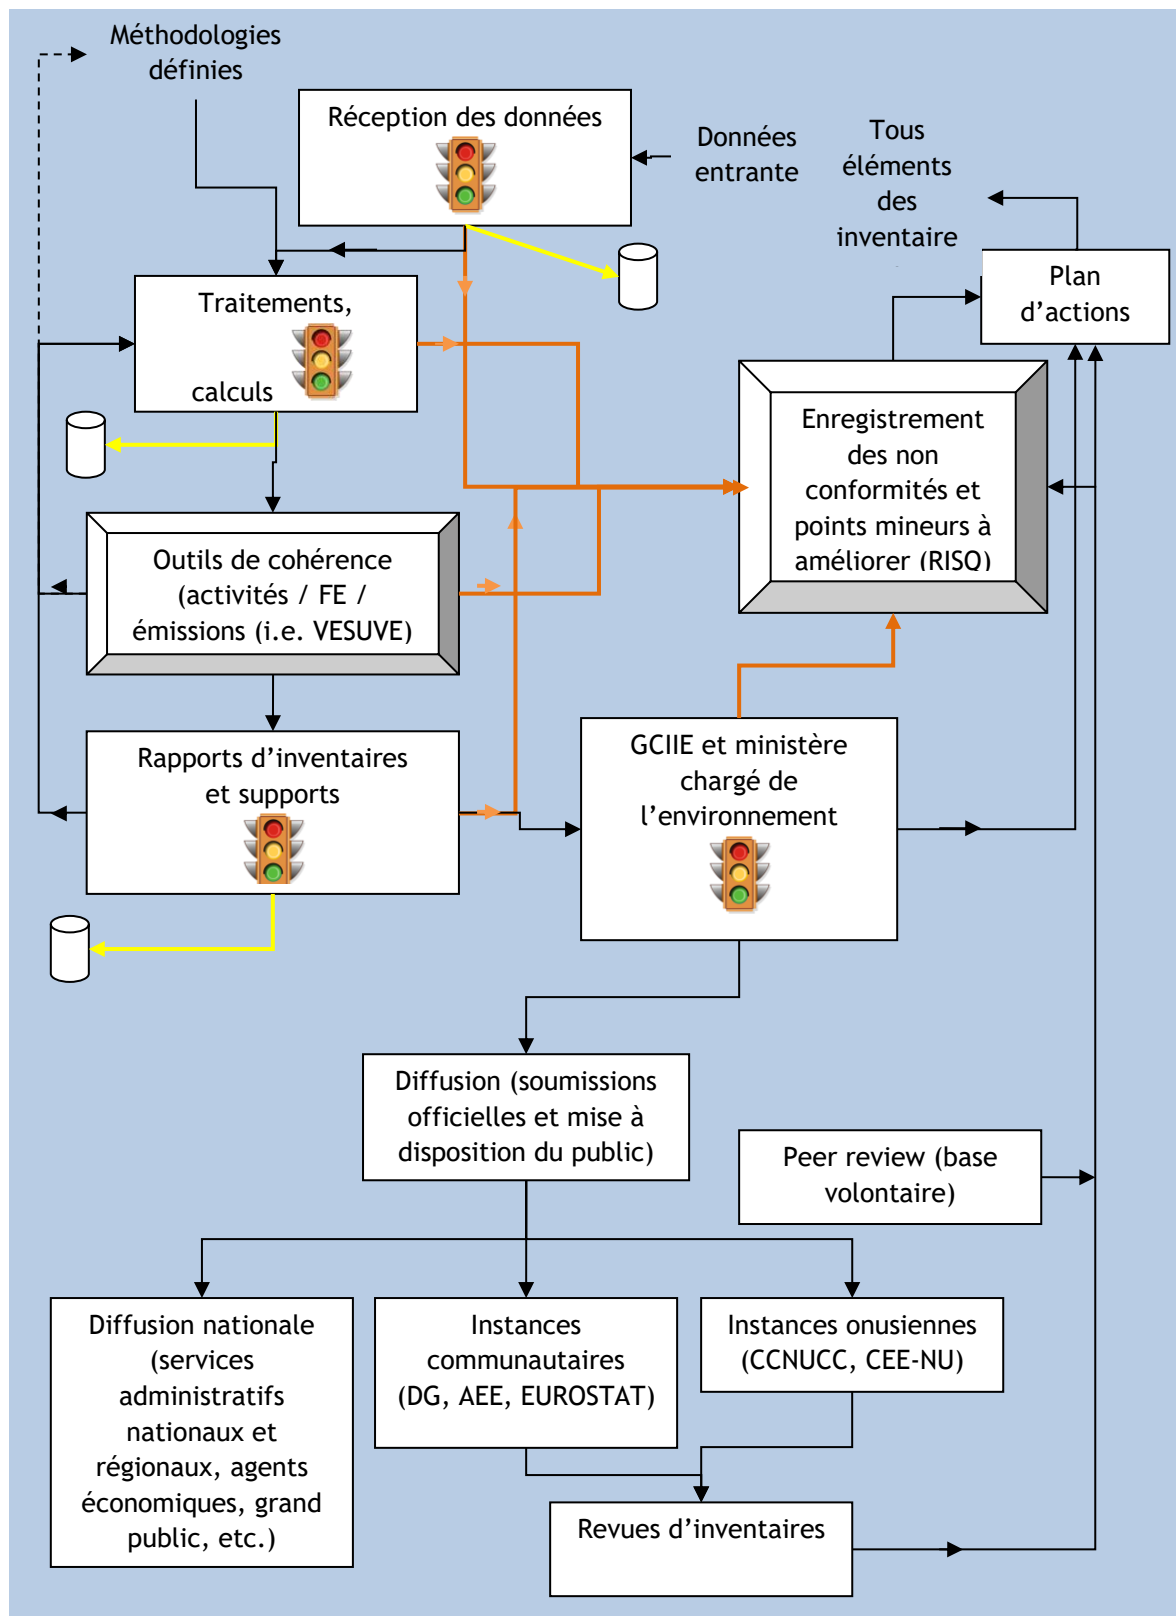 Méthodologies
définies
Réception des données
Données
entrante
Tous
éléments
des
inventaire
Plan
d’actions
Traitements,
calculs
Enregistrement
des non
conformités et
points mineurs à
améliorer (RISQ)
Outils de cohérence
(activités / FE /
émissions (i.e. VESUVE)
Rapports d’inventaires
et supports
GCIIE et ministère
chargé de
l’environnement
Diffusion (soumissions
officielles et mise à
disposition du public)
Peer review (base
volontaire)
Diffusion nationale
(services
administratifs
nationaux et
régionaux, agents
économiques, grand
public, etc.)
Instances
communautaires
(DG, AEE, EUROSTAT)
Instances onusiennes
(CCNUCC, CEE-NU)
Revues d’inventaires